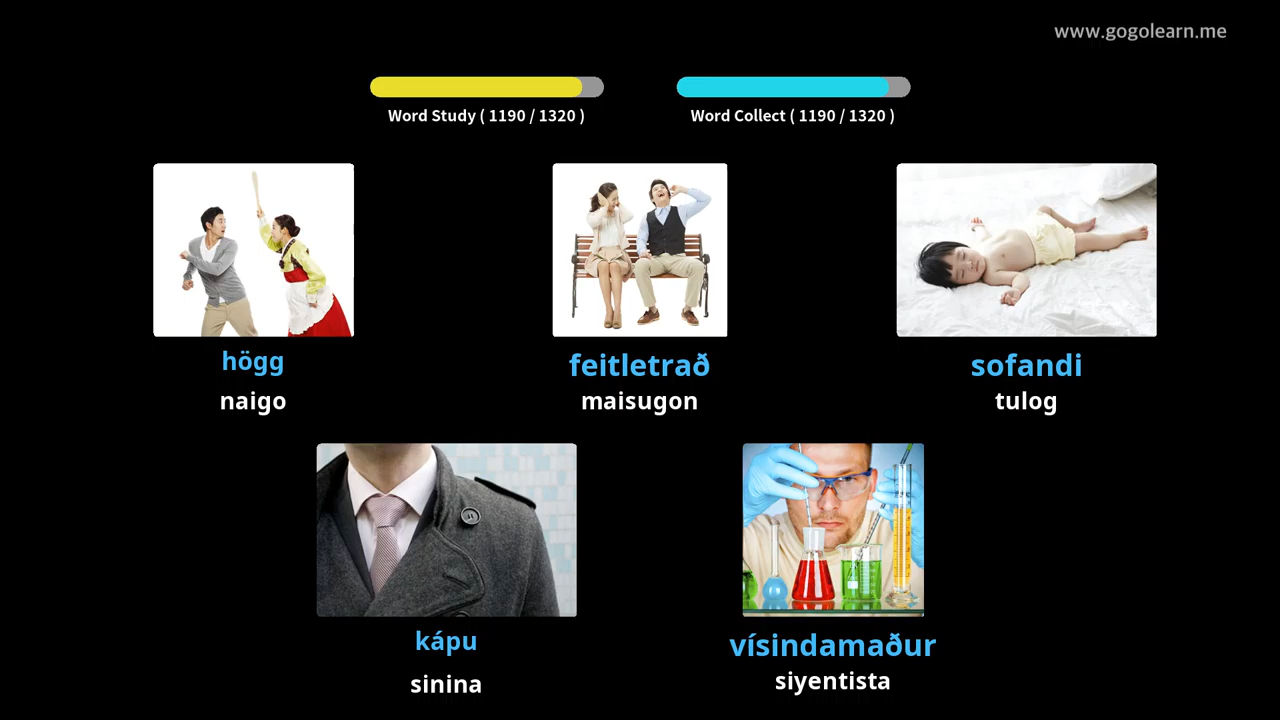 www.gogolearn.me
Word Study ( 1190 / 1320 )
Word Collect ( 1190 / 1320 )
högg
naigo
feitletrað
maisugon
sofandi
tulog
kápu
sinina
vísindamaður
siyentista